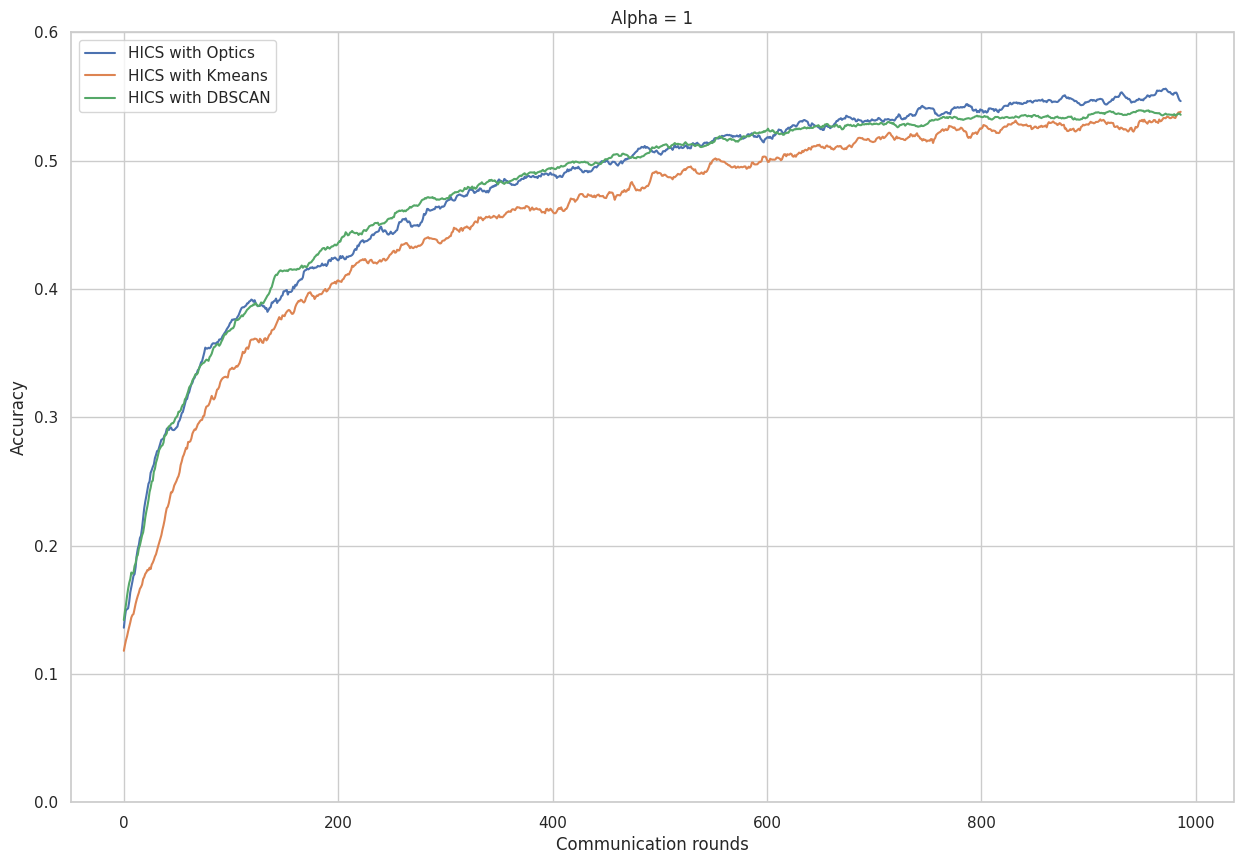 Alpha = 1
HICS with Optics
HICS with Kmeans
HICS with DBSCAN
0.6
0.5
0.4
0.3
0.2
0.1
0.0
Accuracy
0 200 400 600 800 1000
Communication rounds